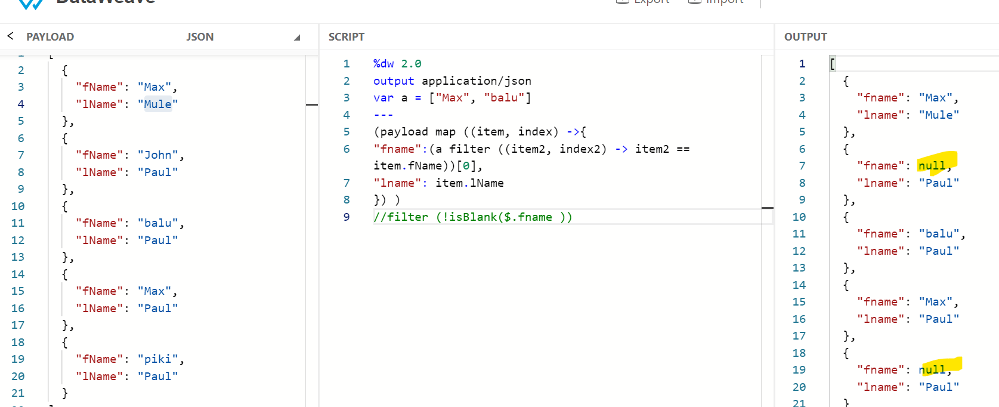 DataWeave
Export Import
< PAYLOAD JSON
1 [
2 {
3 "fName": "Max",
4 "lName": "Mule"
5 },
6 {
7 "fName": "John",
8 "lName": "Paul"
9 },
10 {
11 "fName": "balu",
12 "lName": "Paul"
13 },
14 {
15 "fName": "Max",
16 "lName": "Paul"
17 },
18 {
19 "fName": "piki",
20 "lName": "Paul"
21 }
SCRIPT
1 %dw 2.0
2 output application/json
3 var a = ["Max", "balu"]
4 ---
5 (payload map ((item, index) ->{
6 "fname":(a filter ((item2, index2) -> item2 ==
item.fName))[0],
7 "lname": item.lName
8 }) )
9 //filter (!isBlank($.fname ))
OUTPUT
1 [
2 {
3 "fname": "Max",
4 "lname": "Mule"
5 },
6 {
7 "fname": null,
8 "lname": "Paul"
9 },
10 {
11 "fname": "balu",
12 "lname": "Paul"
13 },
14 {
15 "fname": "Max",
16 "lname": "Paul"
17 },
18 {
19 "fname": null,
20 "lname": "Paul"
21 }